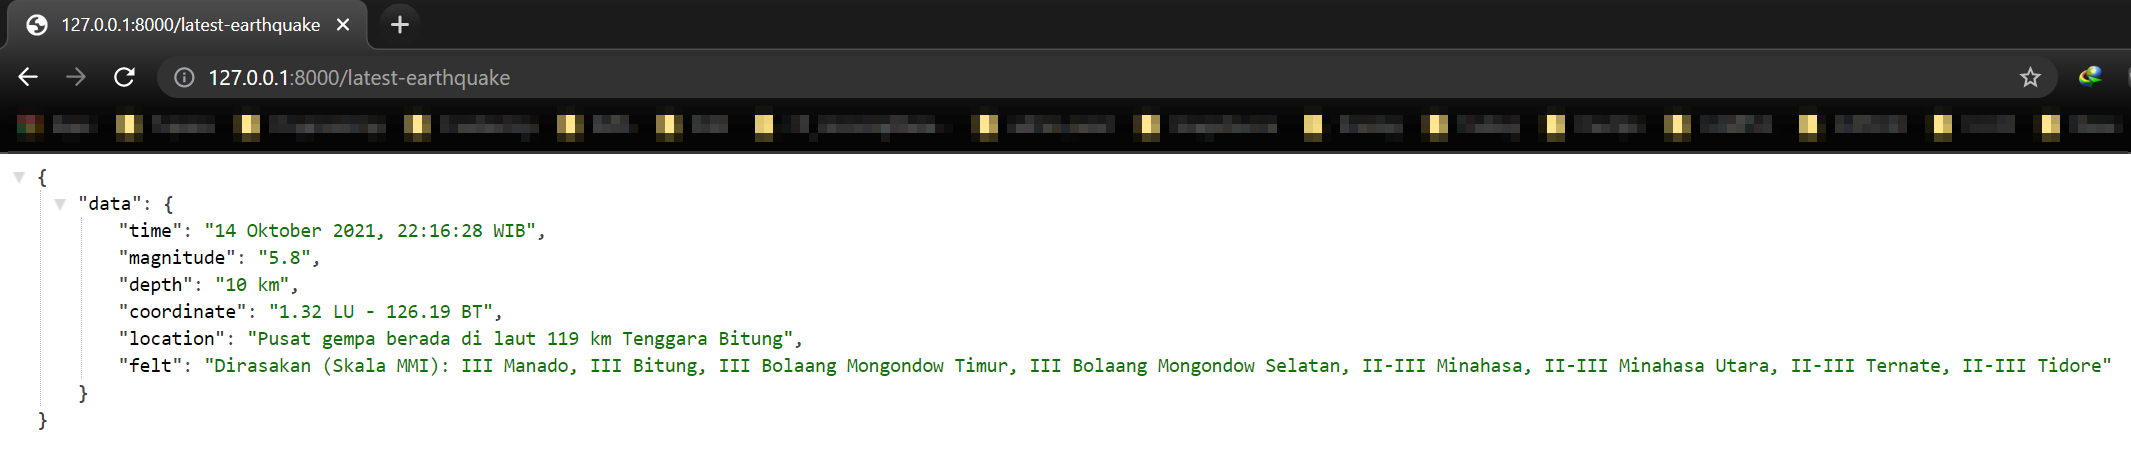 127.0.0.1:8000/latest-earthquake
127.0.0.1:8000/latest-earthquake
{
"data": {
"time": "14 Oktober 2021, 22:16:28 WIB",
"magnitude": "5.8",
"depth": "10 km",
"coordinate": "1.32 LU - 126.19 BT",
"location": "Pusat gempa berada di laut 119 km Tenggara Bitung",
"felt": "Dirasakan (Skala MMI): III Manado, III Bitung, III Bolaang Mongondow Timur, III Bolaang Mongondow Selatan, II-III Minahasa, II-III Minahasa Utara, II-III Ternate, II-III Tidore"
}
}